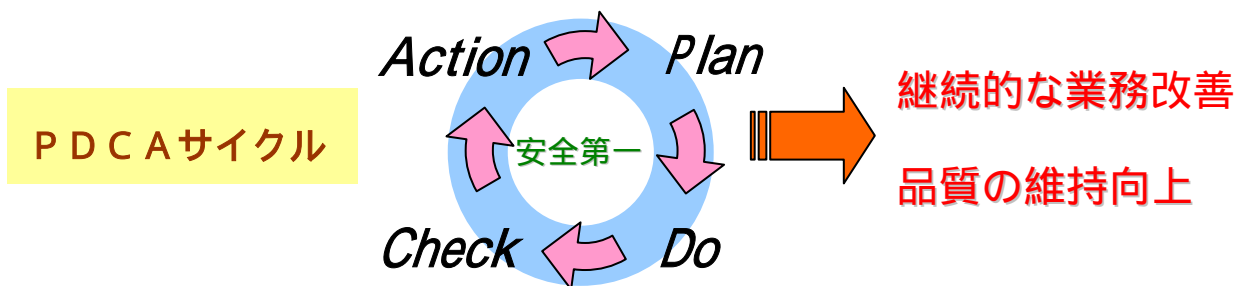 PDCAサイクル
Action
Plan
安全第一
Check
Do
継続的な業務改善
品質の維持向上